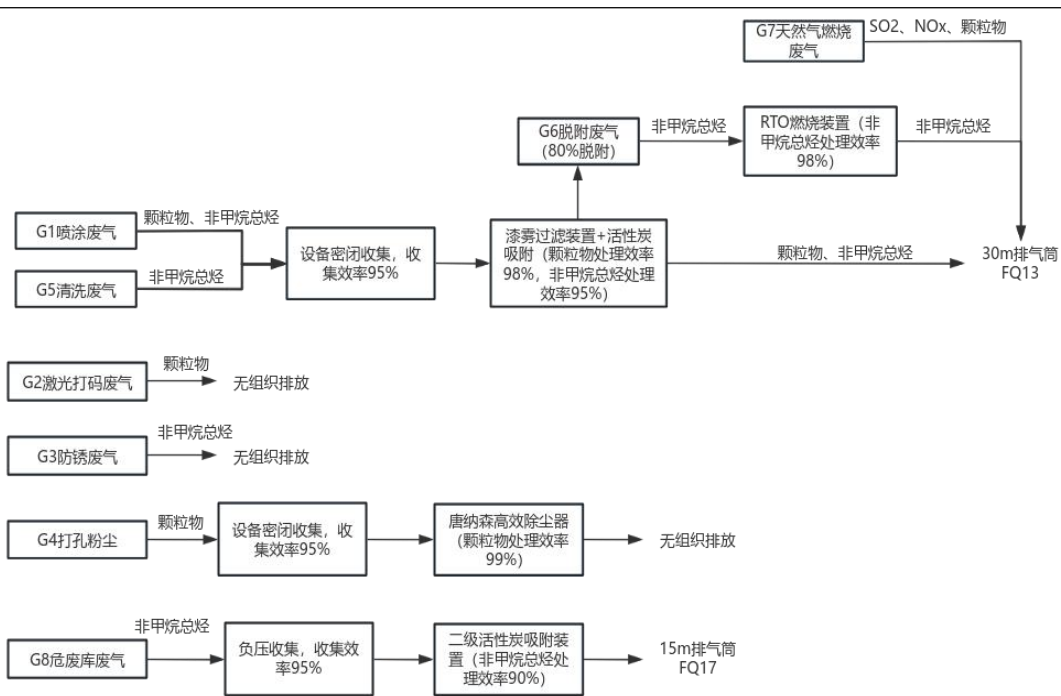 G7天然气燃烧
废气
SO2、NOx、颗粒物
G6脱附废气
(80%脱附)
非甲烷总烃
RTO燃烧装置（非
甲烷总烃处理效率
98%）
非甲烷总烃
G1喷涂废气
颗粒物、非甲烷总烃
G5清洗废气
非甲烷总烃
设备密闭收集，收
集效率95%
漆雾过滤装置+活性炭
吸附（颗粒物处理效率
98%，非甲烷总烃处理
效率95%）
颗粒物、非甲烷总烃
30m排气筒
FQ13
G2激光打码废气
颗粒物
无组织排放
G3防锈废气
非甲烷总烃
无组织排放
G4打孔粉尘
颗粒物
设备密闭收集，收
集效率95%
唐纳森高效除尘器
（颗粒物处理效率
99%）
无组织排放
G8危废库废气
非甲烷总烃
负压收集，收集效
率95%
二级活性炭吸附装
置（非甲烷总烃处
理效率90%）
15m排气筒
FQ17